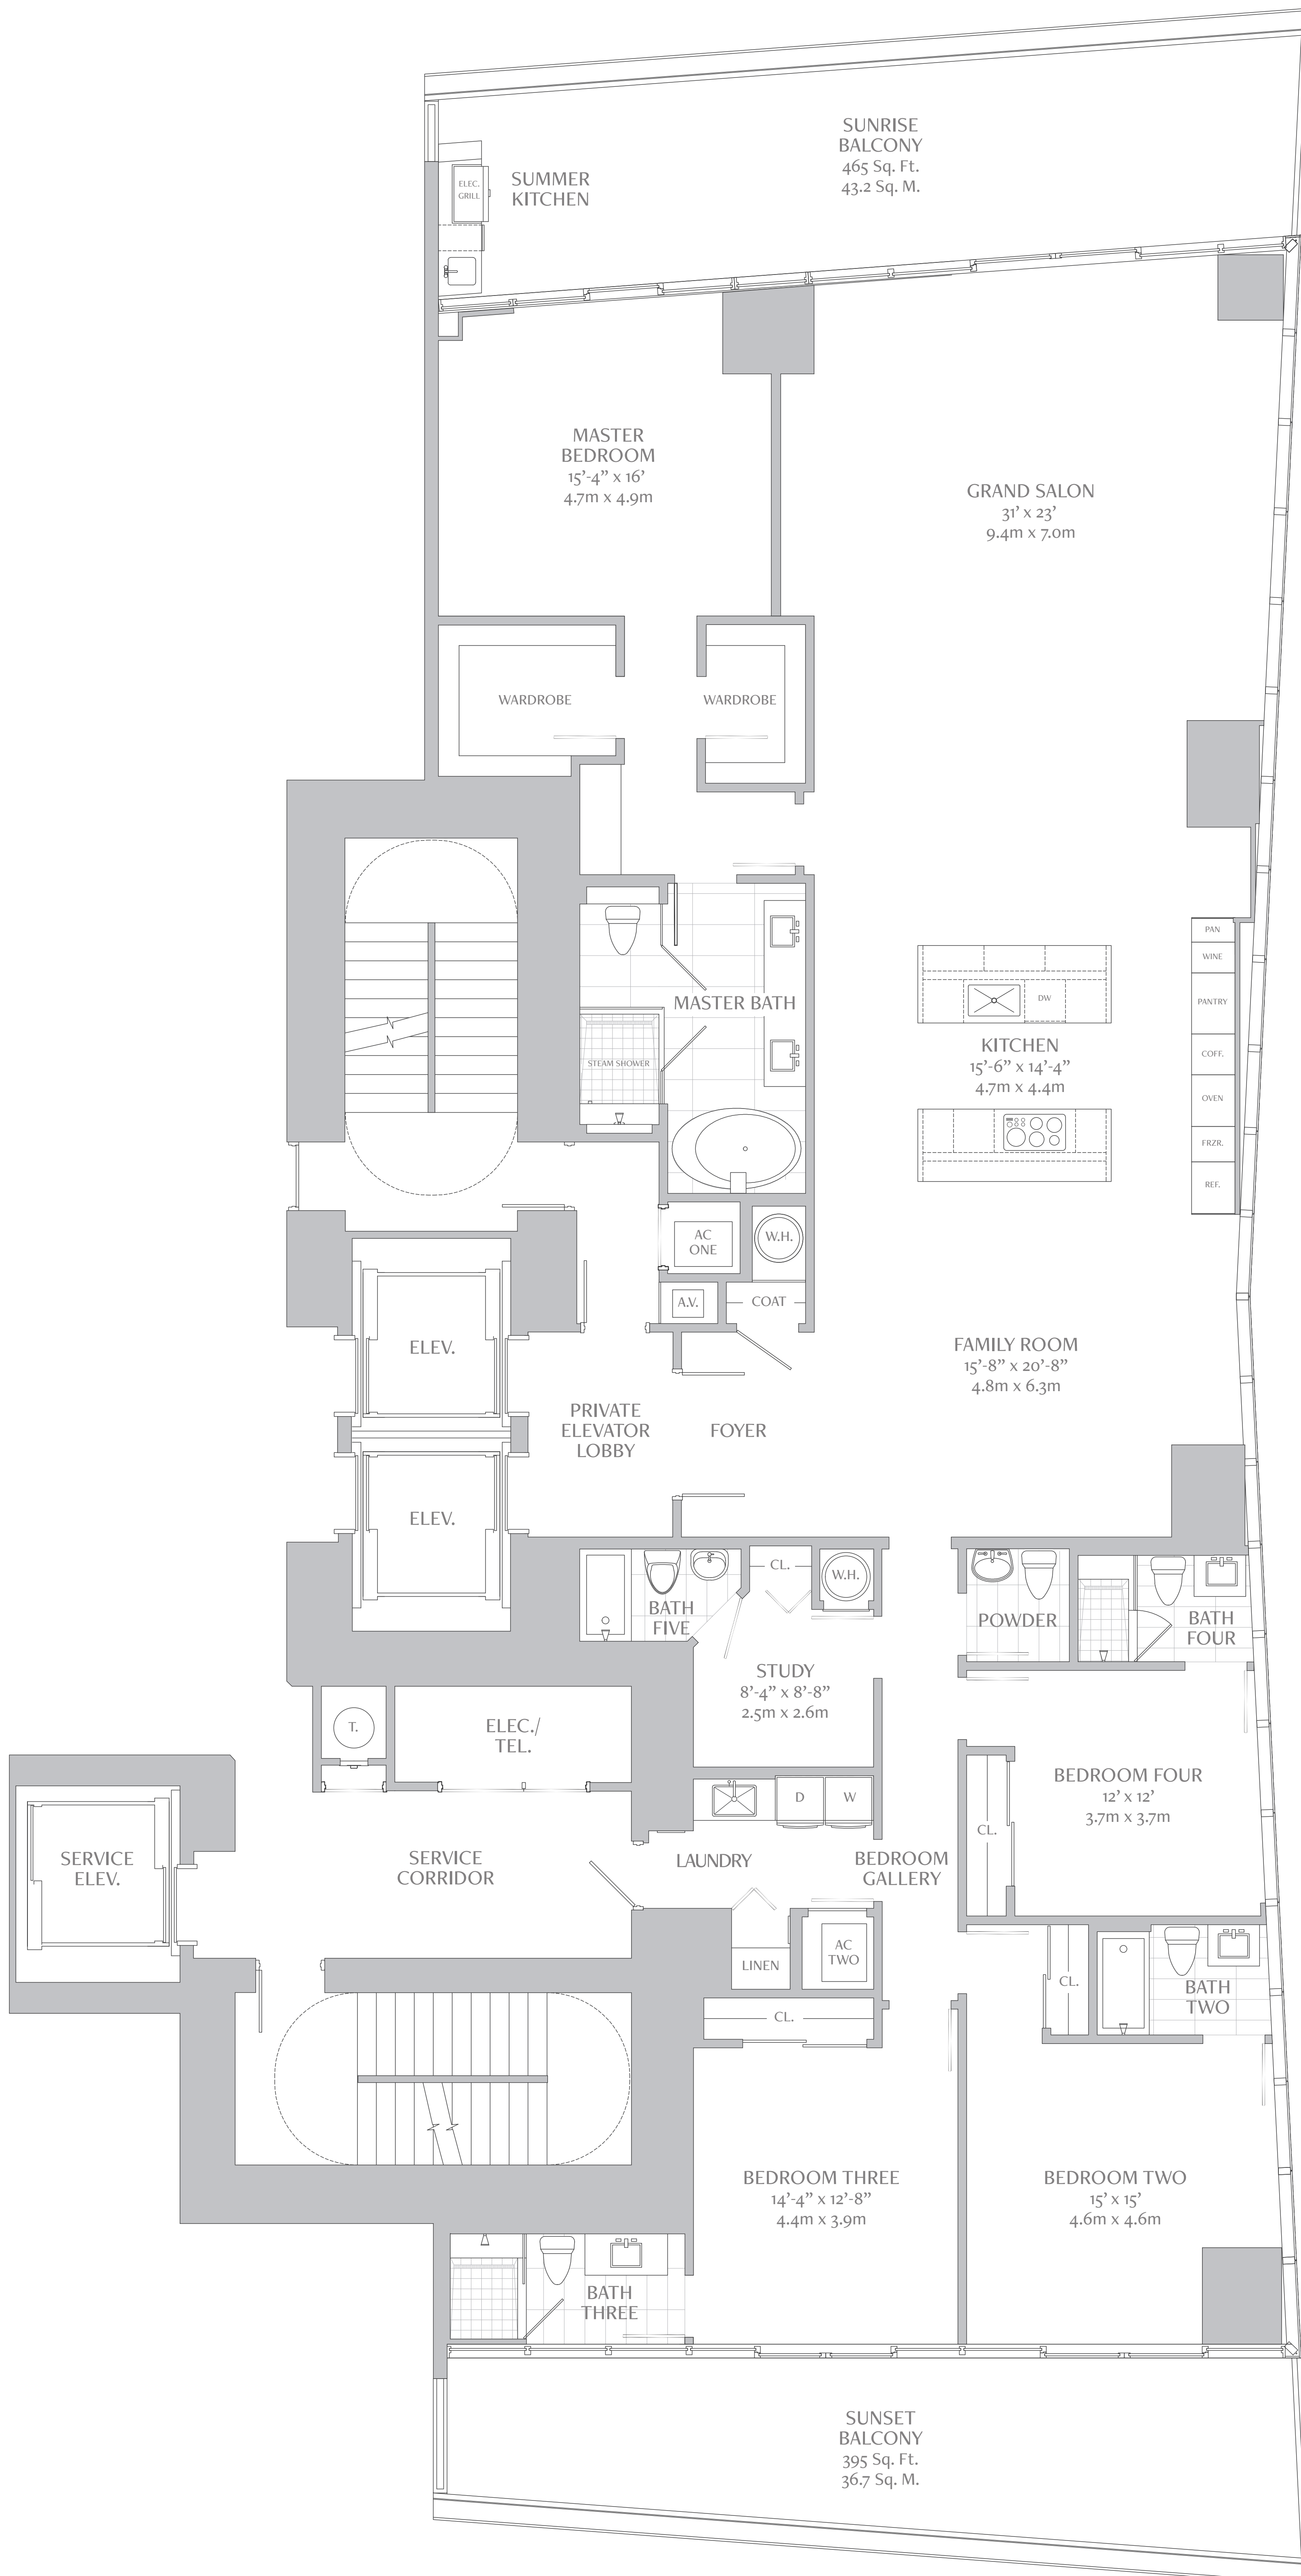 SUNRISE
BALCONY
465 Sq. Ft.
43.2 Sq. M.
SUMMER
KITCHEN
ELEC.
GRILL
MASTER
BEDROOM
15’-4” x 16’
4.7m x 4.9m
GRAND SALON
31’ x 23’
9.4m x 7.0m
WARDROBE
WARDROBE
PAN
WINE
PANTRY
COFF.
OVEN
FRZR.
REF.
DW
MASTER BATH
STEAM SHOWER
KITCHEN
15’-6” x 14’-4”
4.7m x 4.4m
AC
ONE
W.H.
A.V.
COAT
ELEV.
FAMILY ROOM
15’-8” x 20’-8”
4.8m x 6.3m
PRIVATE
ELEVATOR
LOBBY
FOYER
ELEV.
CL.
W.H.
BATH
FIVE
POWDER
BATH
FOUR
STUDY
8’-4” x 8’-8”
2.5m x 2.6m
T.
ELEC./
TEL.
BEDROOM FOUR
12’ x 12’
3.7m x 3.7m
D
W
CL.
SERVICE
ELEV.
SERVICE
CORRIDOR
LAUNDRY
BEDROOM
GALLERY
LINEN
AC
TWO
CL.
BATH
TWO
CL.
BEDROOM THREE
14’-4” x 12’-8”
4.4m x 3.9m
BEDROOM TWO
15’ x 15’
4.6m x 4.6m
BATH
THREE
SUNSET
BALCONY
395 Sq. Ft.
36.7 Sq. M.